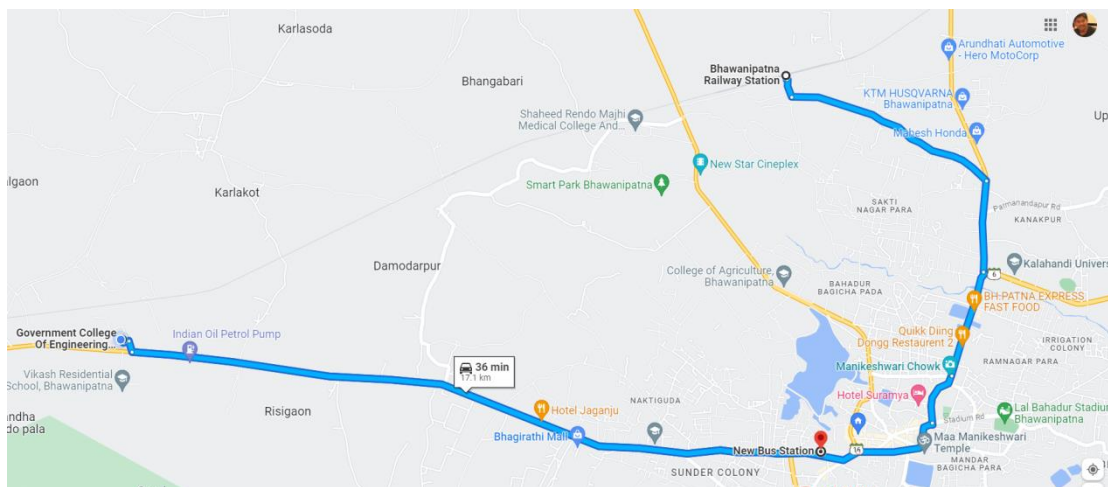 Karlasoda
Bhangabari
Bhawanipatna
Railway Station
Arundhati Automotive
- Hero MotoCorp
KTM HUSQVARNA
Bhawanipatna
Mahesh Honda
Up
Shaheed Rendo Majhi
Medical College And...
New Star Cineplex
Smart Park Bhawanipatna
algaon
Karlakot
SAKTI
NAGAR PARA
Palmanandapur Rd
KANAKPUR
Damodarpur
College of Agriculture,
Bhawanipatna
BAHADUR
BAGICHA PADA
6
Kalahandi Univers
BH-PATNA EXPRESS
FAST FOOD
Government College
Of Engineering...
Indian Oil Petrol Pump
Quikk Diing
Dongg Restaurent 2
IRRIGATION
COLONY
RAMNAGAR PARA
Vikash Residential
School, Bhawanipatna
36 min
17.1 km
Manikeshwari Chowk
Hotel Suramya
Risigaon
Hotel Jaganju
NAKTIGUDA
Stadium Rd
Lal Bahadur Stadiu
Bhawanipatna
andha
do pala
Bhagirathi Mall
New Bus Station
14
Maa Manikeshwari
Temple
SUNDER COLONY
MANDAR
BAGICHA PARA